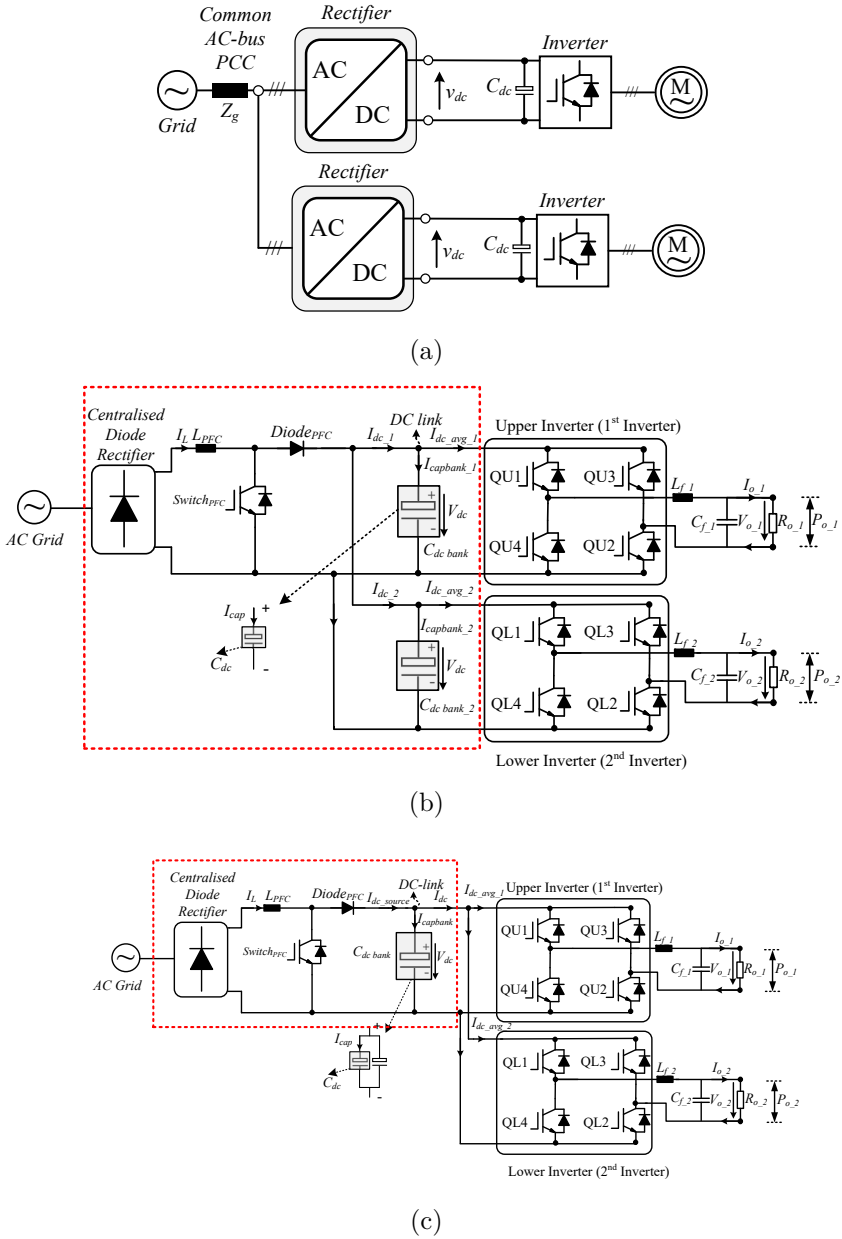 Common
AC-bus
PCC
Rectifier
Inverter
AC
DC
v_dc
C_dc
M
Grid
Z_g
Rectifier
Inverter
AC
DC
v_dc
C_dc
M
(a)
Centralised
Diode
Rectifier
I_L L_PFC
Diode_PFC
I_dc_1
DC link
I_dc_avg_1
Upper Inverter (1st Inverter)
I_capbank_1
QU1
QU3
L_f_1
I_o_1
Switch_PFC
V_dc
C_f_1
V_o_1
R_o_1
P_o_1
AC Grid
C_dc bank
QU4
QU2
I_dc_2
I_dc_avg_2
I_cap
+
I_capbank_2
QL1
QL3
L_f_2
I_o_2
C_dc
-
V_dc
C_f_2
V_o_2
R_o_2
P_o_2
C_dc bank_2
QL4
QL2
Lower Inverter (2nd Inverter)
(b)
Centralised
Diode
Rectifier
I_L L_PFC
Diode_PFC
I_dc_source
DC-link
I_dc
I_dc_avg_1
Upper Inverter (1st Inverter)
I_capbank
QU1
QU3
L_f_1
I_o_1
Switch_PFC
C_dc bank
V_dc
C_f_1
V_o_1
R_o_1
P_o_1
AC Grid
QU4
QU2
I_dc_avg_2
I_cap
+
QL1
QL3
L_f_2
I_o_2
C_dc
-
C_f_2
V_o_2
R_o_2
P_o_2
QL4
QL2
Lower Inverter (2nd Inverter)
(c)